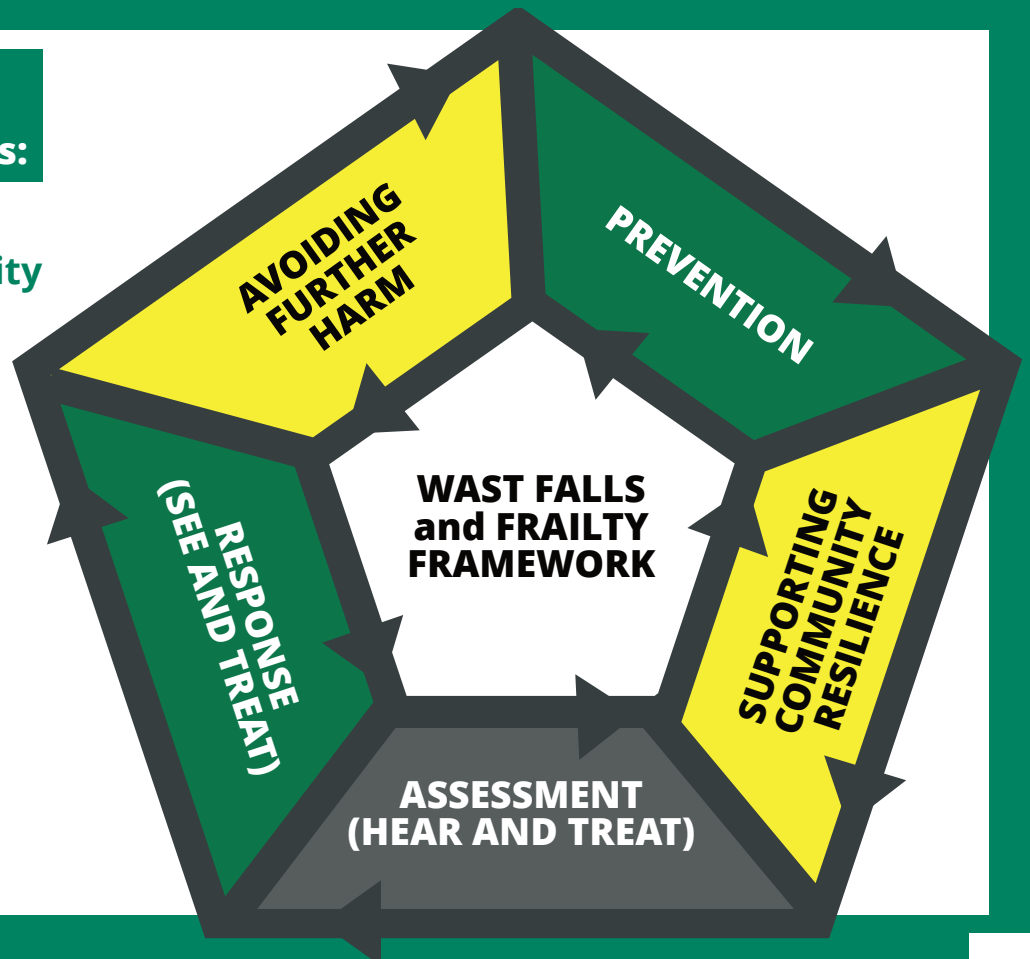 s:
ity
AVOIDING
FURTHER
HARM
PREVENTION
WAST FALLS
and FRAILTY
FRAMEWORK
SUPPORTING
COMMUNITY
RESILIENCE
RESPONSE
(SEE AND TREAT)
ASSESSMENT
(HEAR AND TREAT)